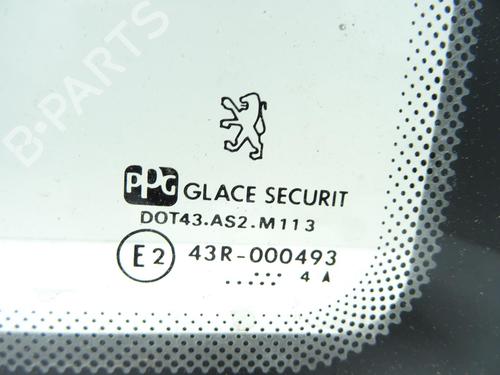 B-PARTS
PPG GLACE SECURIT
DOT43.AS2.M113
E2 43R-000493
.....:::: 4 A